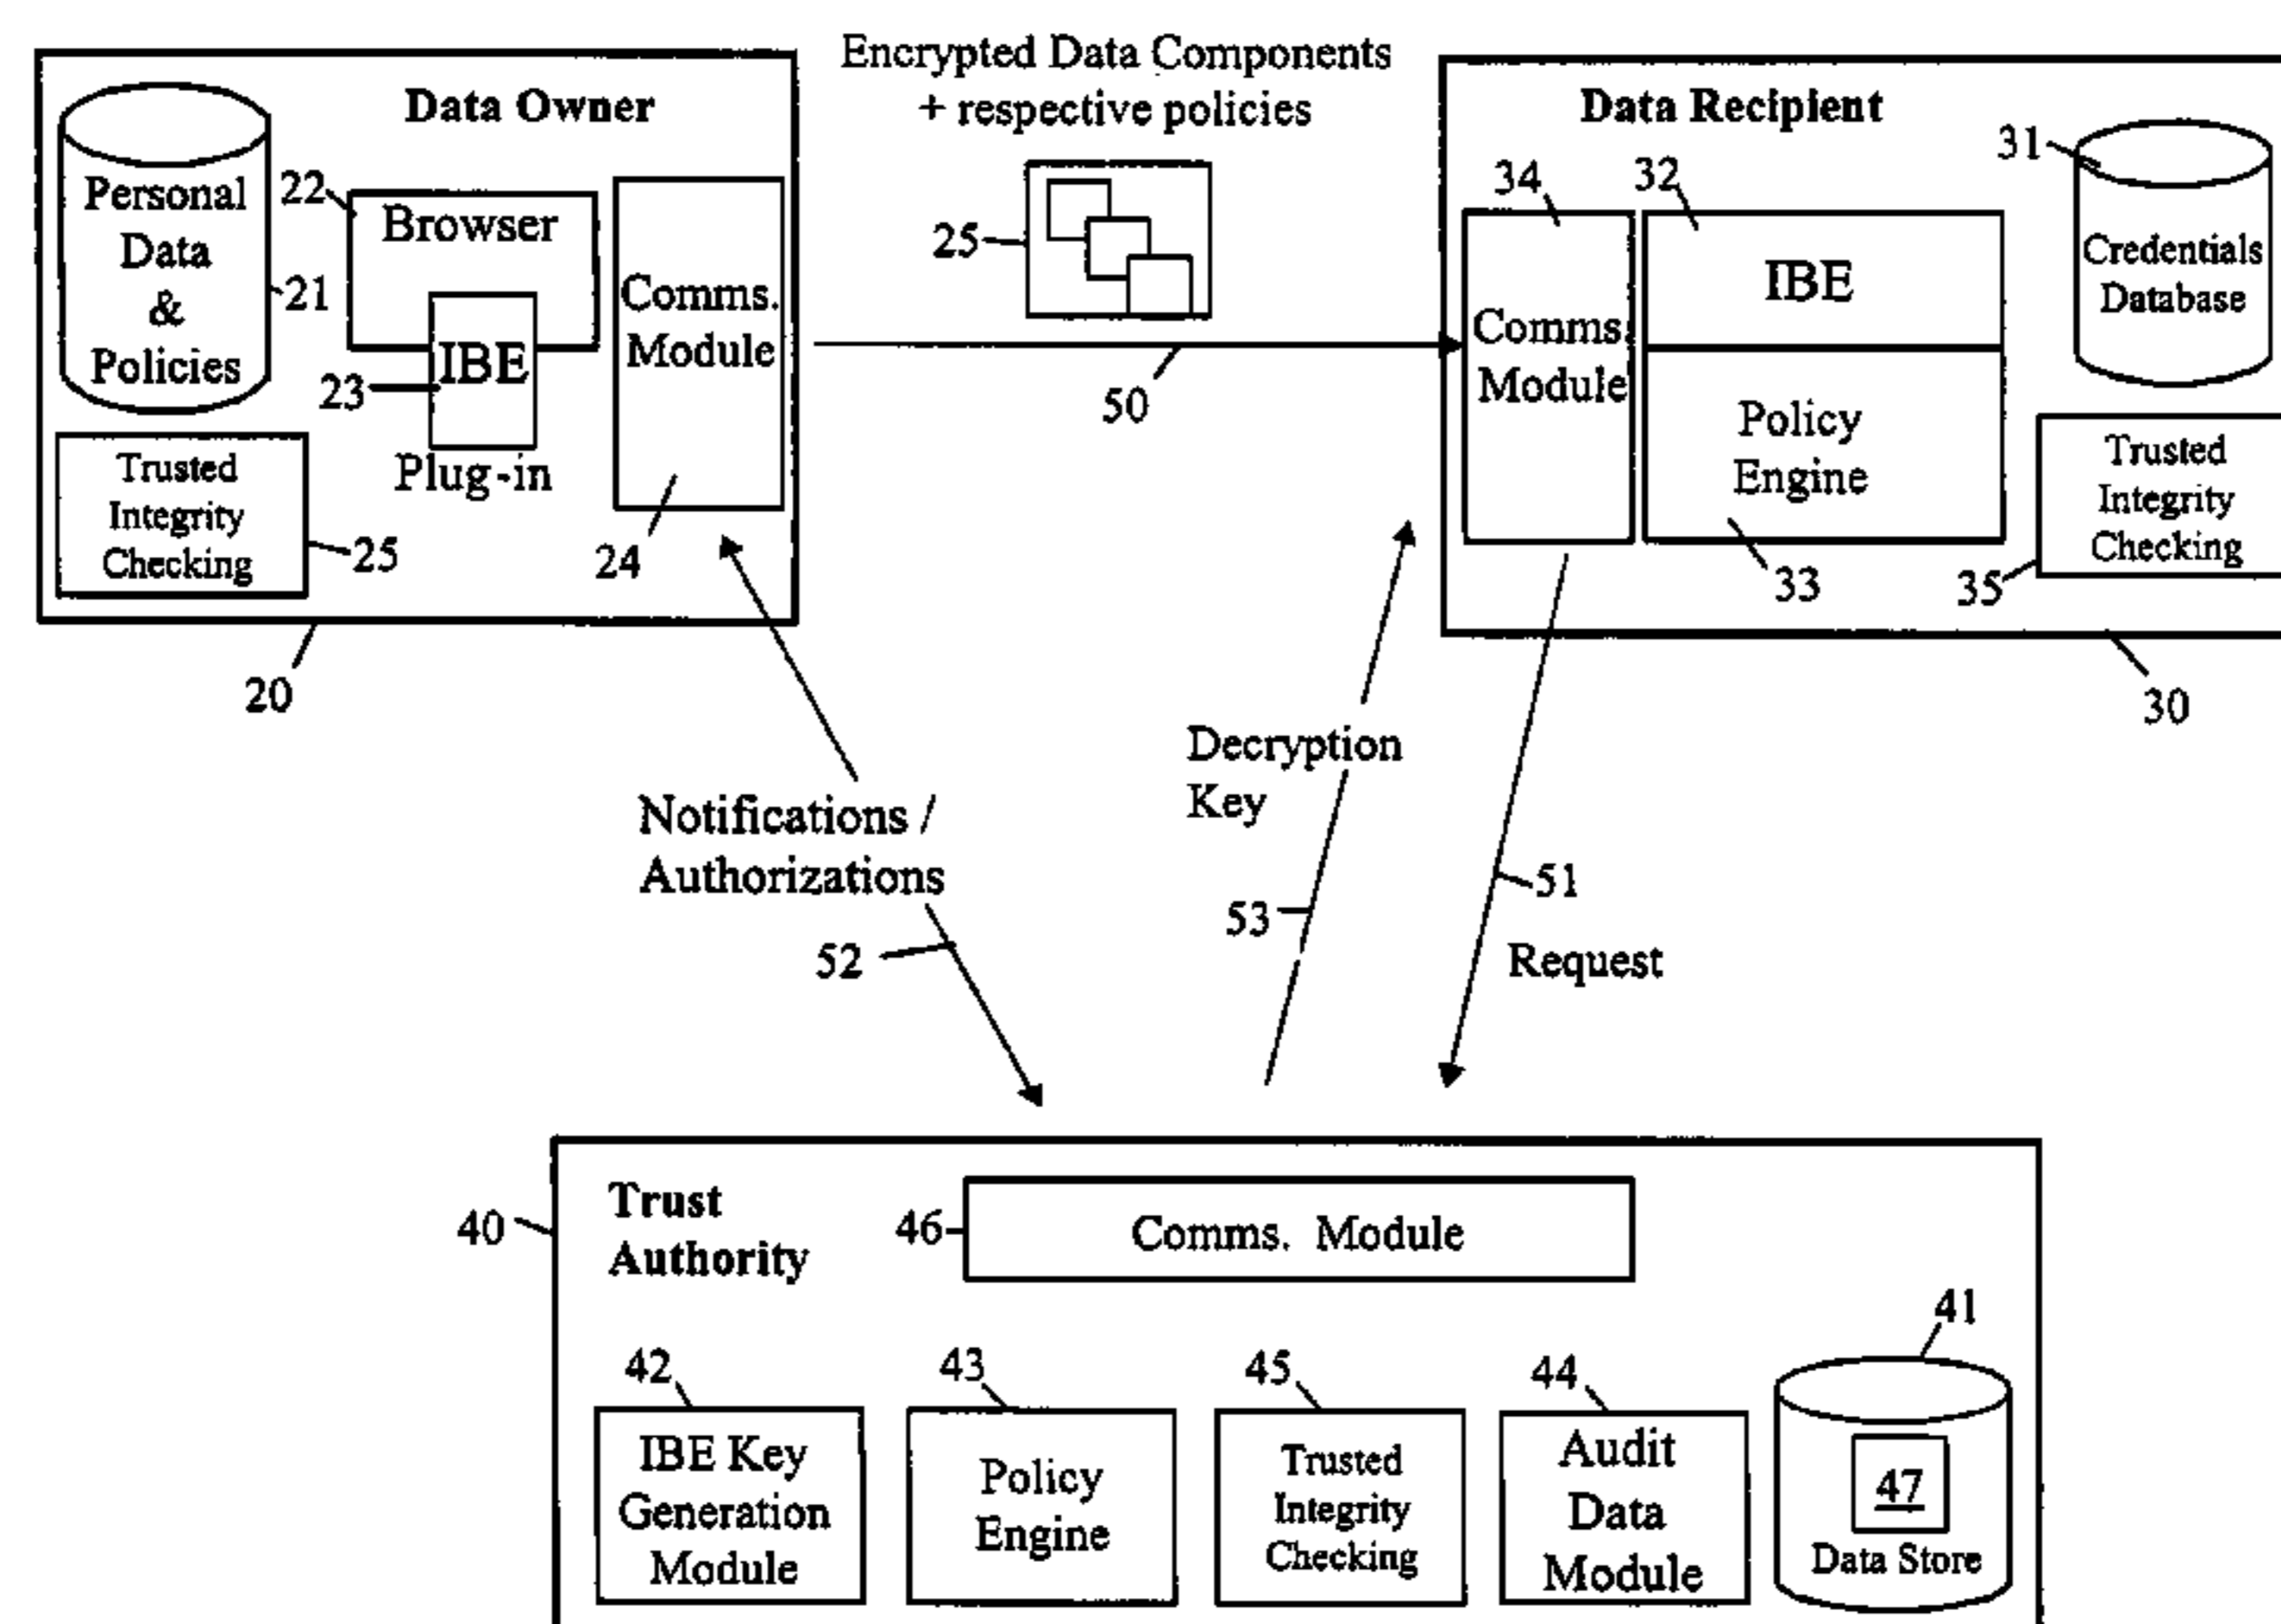 Data Owner
Personal
Data
&
Policies
21
22
Browser
IBE
23
Plug-in
Comms.
Module
24
Trusted
Integrity
Checking
25
20
Encrypted Data Components
+ respective policies
25
50
Data Recipient
34
32
31
Comms.
Module
IBE
Policy
Engine
33
Credentials
Database
Trusted
Integrity
Checking
35
30
Notifications /
Authorizations
52
Decryption
Key
53
51
Request
40
Trust
Authority
46
Comms. Module
42
IBE Key
Generation
Module
43
Policy
Engine
45
Trusted
Integrity
Checking
44
Audit
Data
Module
41
47
Data Store